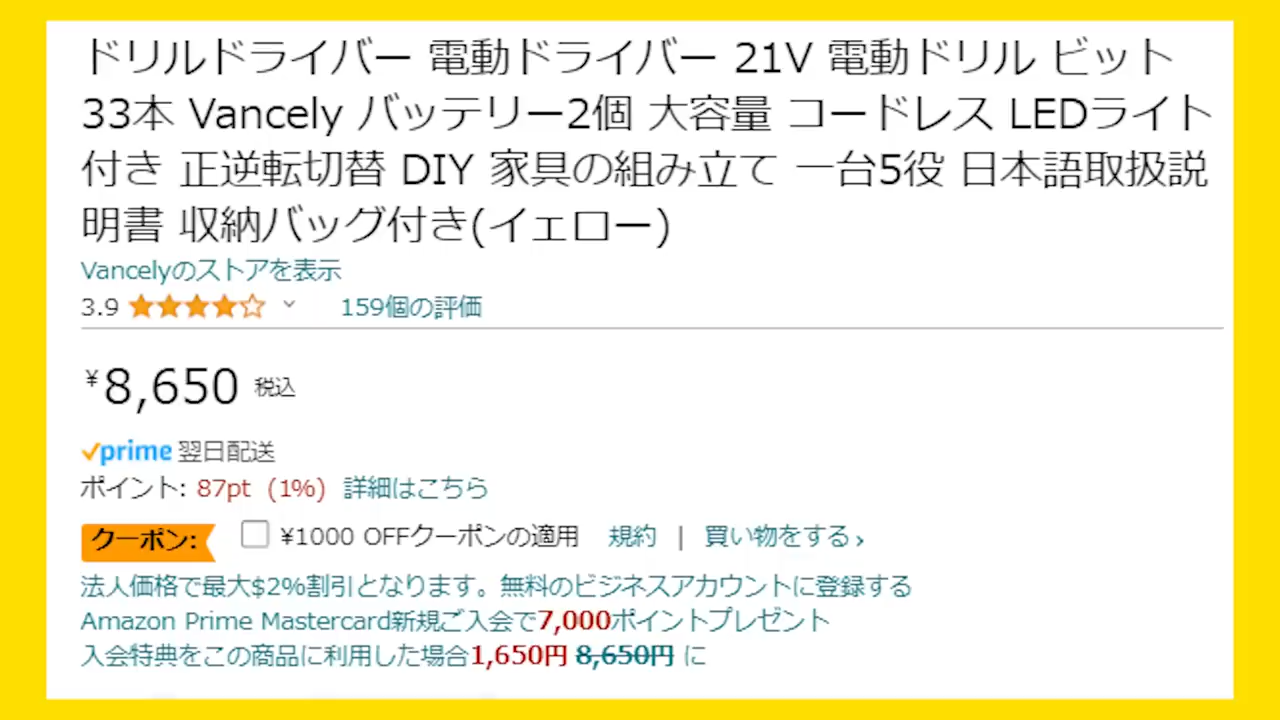 ドリルドライバー 電動ドライバー 21V 電動ドリル ビット
33本 Vancely バッテリー2個 大容量 コードレス LEDライト
付き 正逆転切替 DIY 家具の組み立て 一台5役 日本語取扱説
明書 収納バッグ付き(イェロー)
Vancelyのストアを表示
3.9 159個の評価
¥8,650 税込
prime 翌日配送
ポイント: 87pt (1%) 詳細はこちら
クーポン: ¥1000 OFFクーポンの適用 規約 | 買い物をする ›
法人価格で最大$2%割引となります。無料のビジネスアカウントに登録する
Amazon Prime Mastercard新規ご入会で7,000ポイントプレゼント
入会特典をこの商品に利用した場合1,650円 8,650円 に